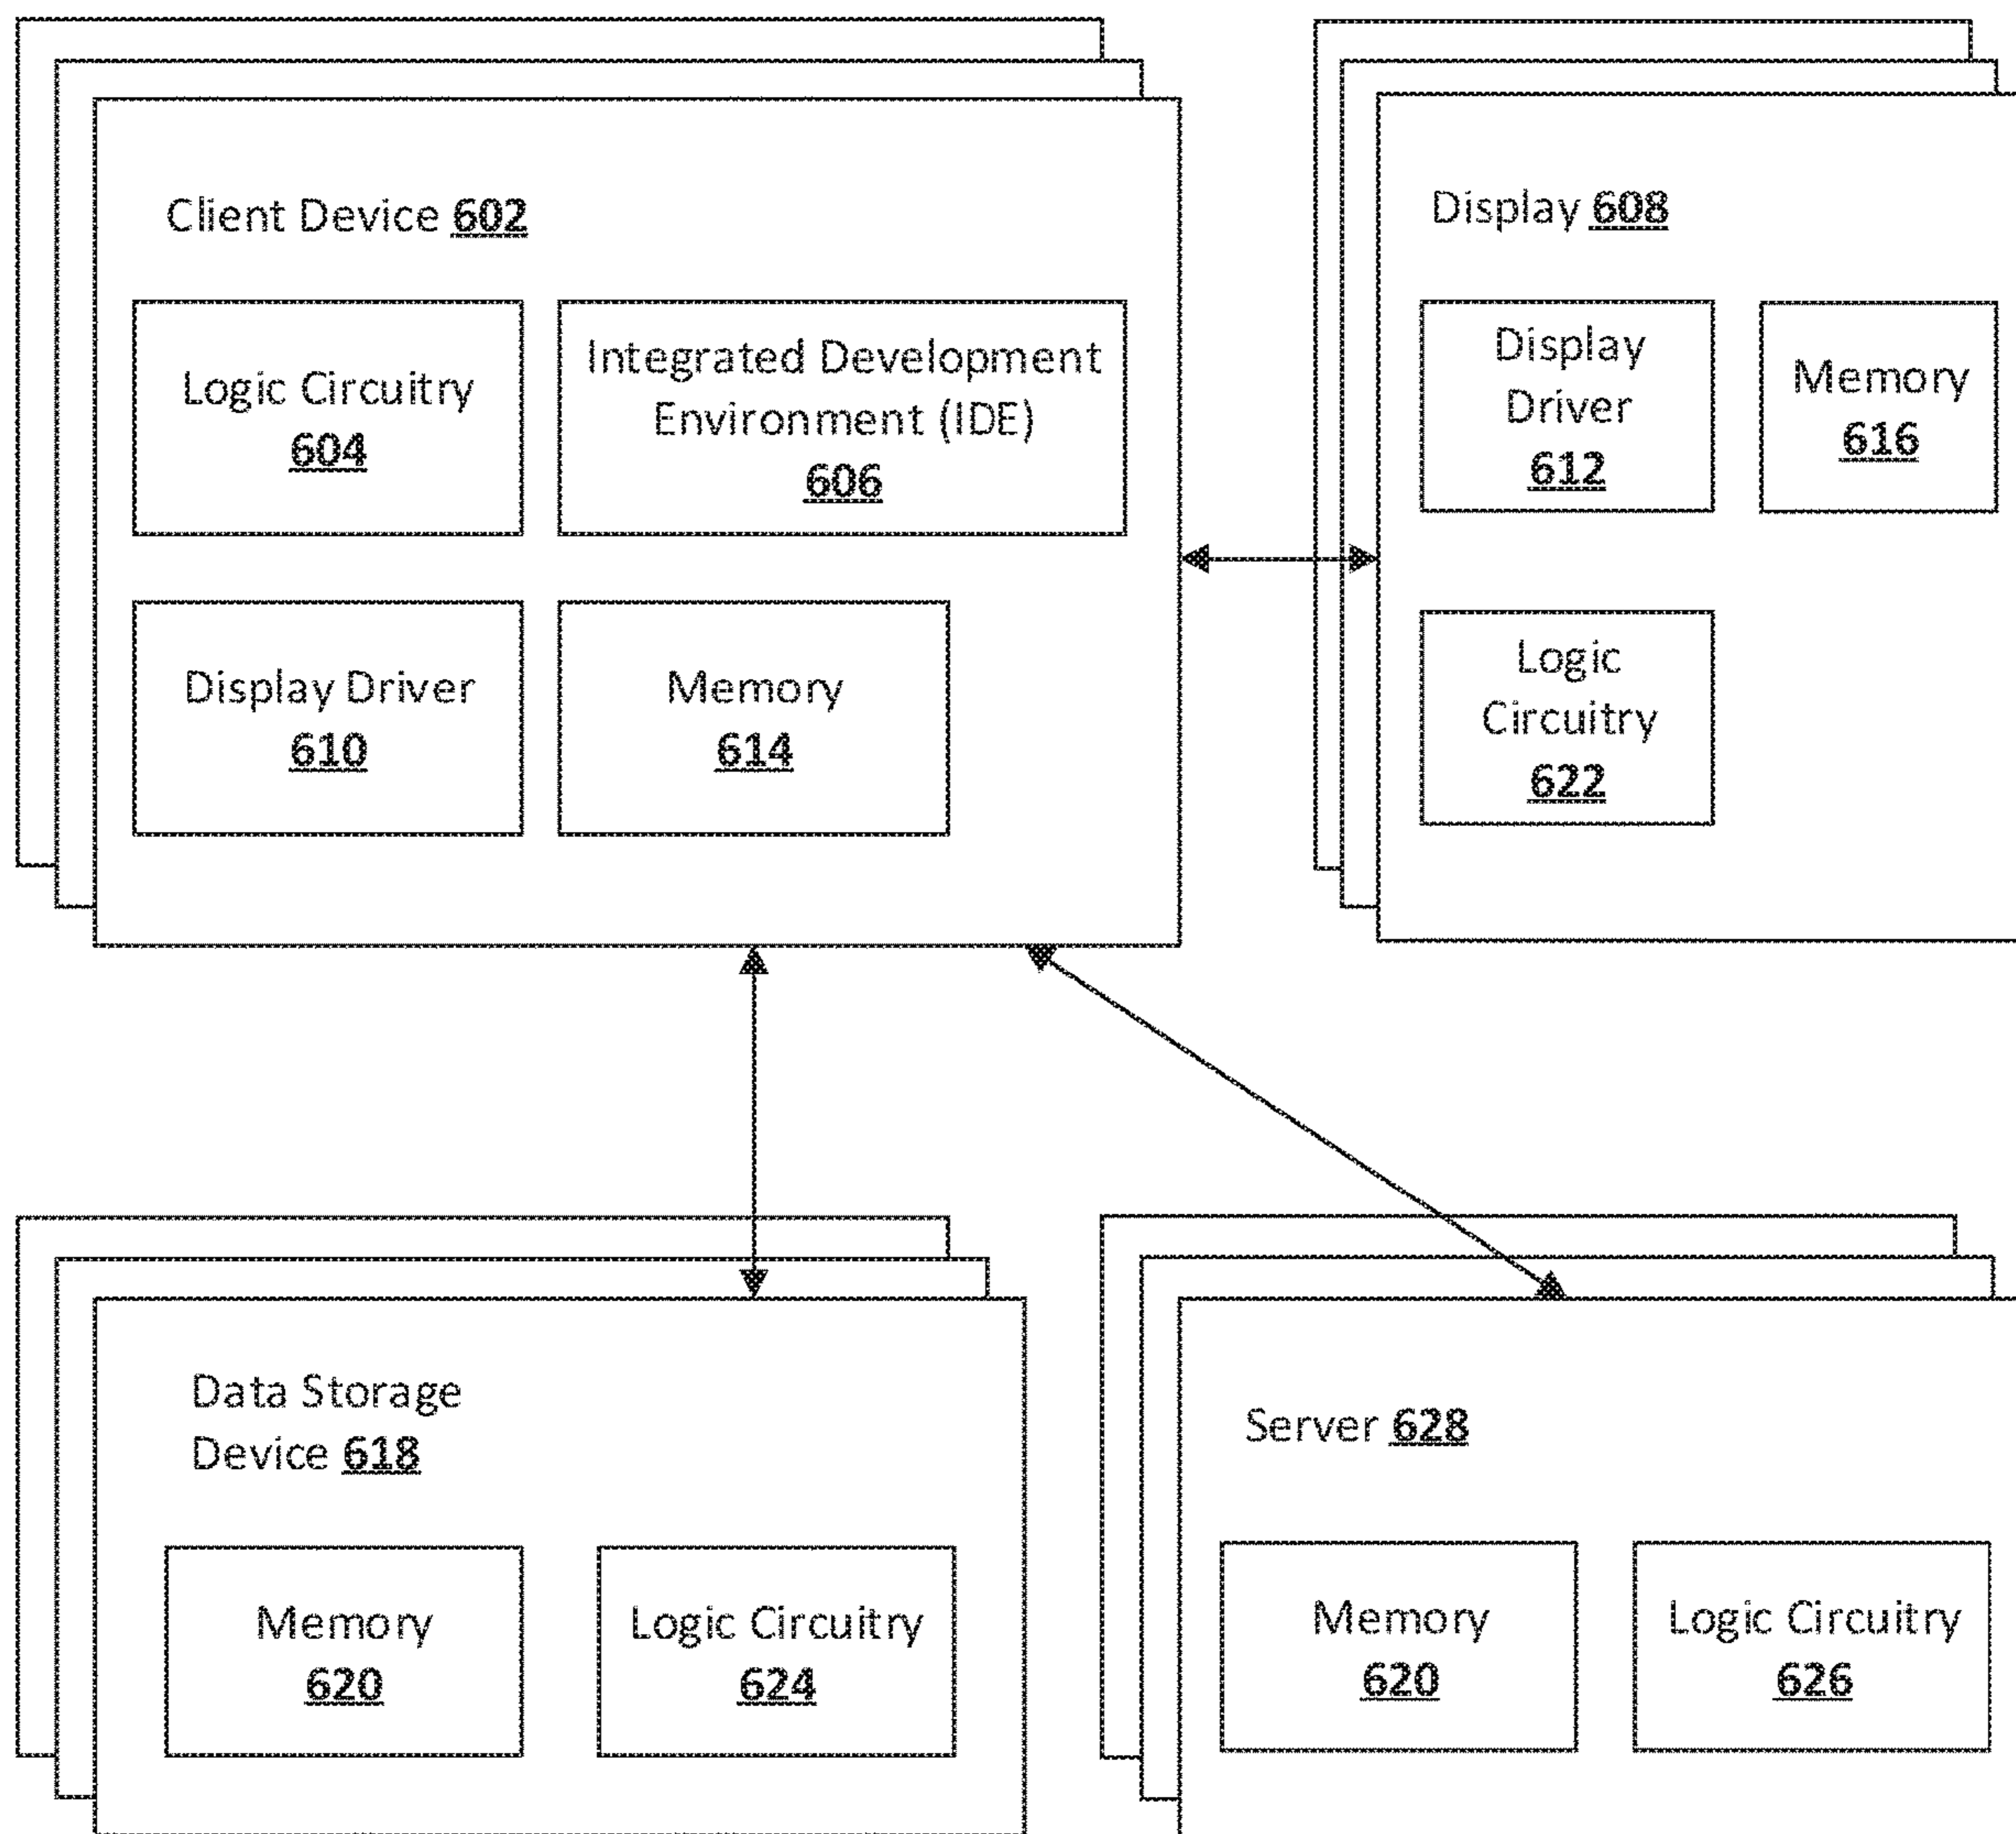 Client Device 602
Logic Circuitry
604
Integrated Development
Environment (IDE)
606
Display Driver
610
Memory
614
Display 608
Display
Driver
612
Memory
616
Logic
Circuitry
622
Data Storage
Device 618
Memory
620
Logic Circuitry
624
Server 628
Memory
620
Logic Circuitry
626